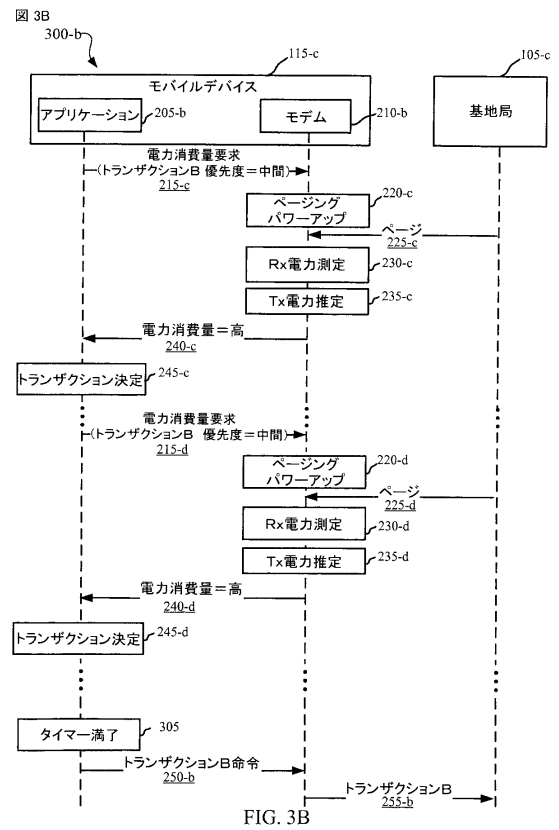 図 3B
300-b
115-c
105-c
モバイルデバイス
アプリケーション
205-b
モデム
210-b
基地局
電力消費量要求
(トランザクションB 優先度=中間)
215-c
ページング
パワーアップ
220-c
ページ
225-c
Rx電力測定
230-c
Tx電力推定
235-c
電力消費量=高
240-c
トランザクション決定
245-c
電力消費量要求
(トランザクションB 優先度=中間)
215-d
ページング
パワーアップ
220-d
ページ
225-d
Rx電力測定
230-d
Tx電力推定
235-d
電力消費量=高
240-d
トランザクション決定
245-d
タイマー満了
305
トランザクションB命令
250-b
トランザクションB
255-b
FIG. 3B